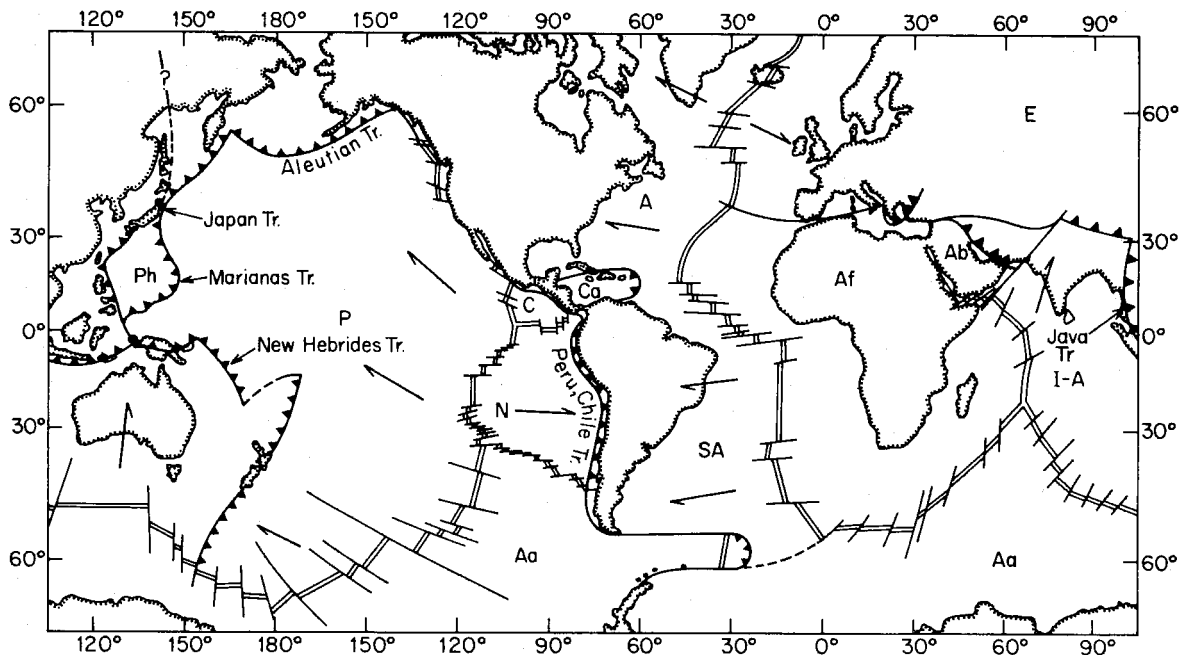 120° 150° 180° 150° 120° 90° 60° 30° 0° 30° 60° 90°
?
60° 60°
E
Aleutian Tr.
A
Japan Tr.
30° 30°
Ph Ab
Marianas Tr. Af
Ca
C
P
0° 0°
New Hebrides Tr. Java
Tr
I-A
Peru, Chile Tr.
N
30° 30°
SA
60° Aa Aa 60°
120° 150° 180° 150° 120° 90° 60° 30° 0° 30° 60° 90°